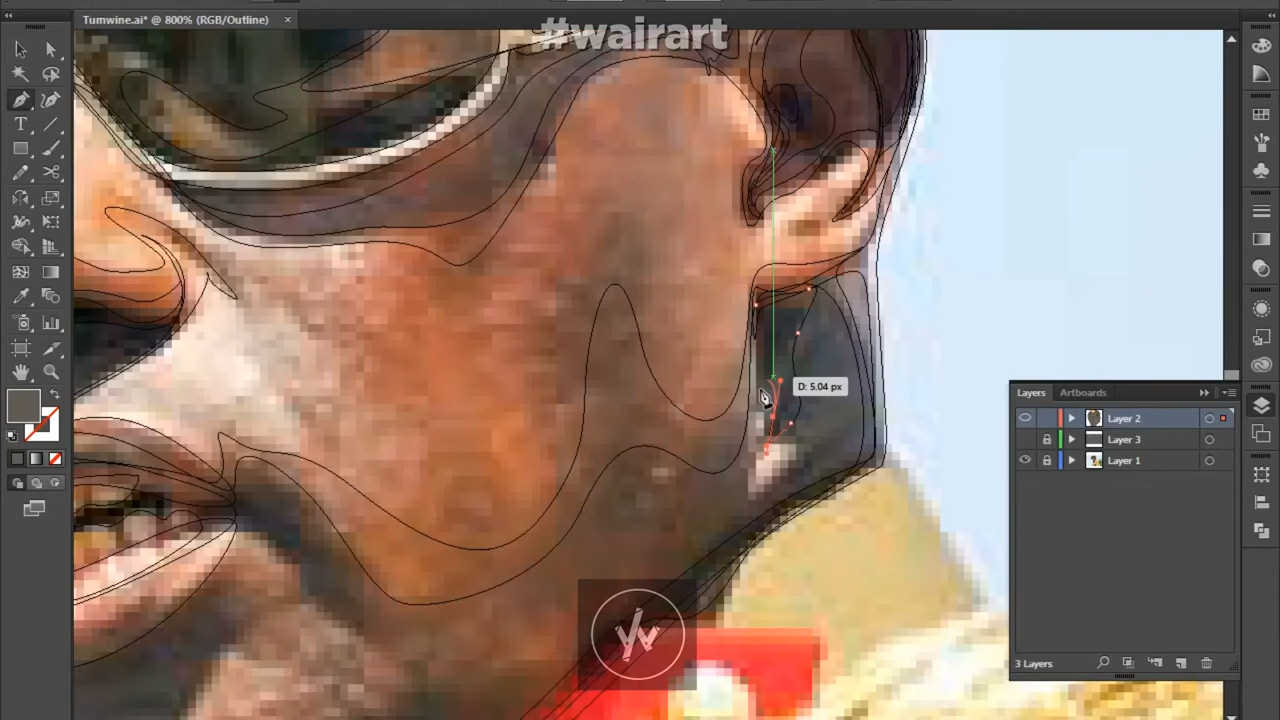 Tumwine.ai* @ 800% (RGB/Outline)
#wairart
D: 5.04 px
Layers
Artboards
Layer 2
Layer 3
Layer 1
3 Layers